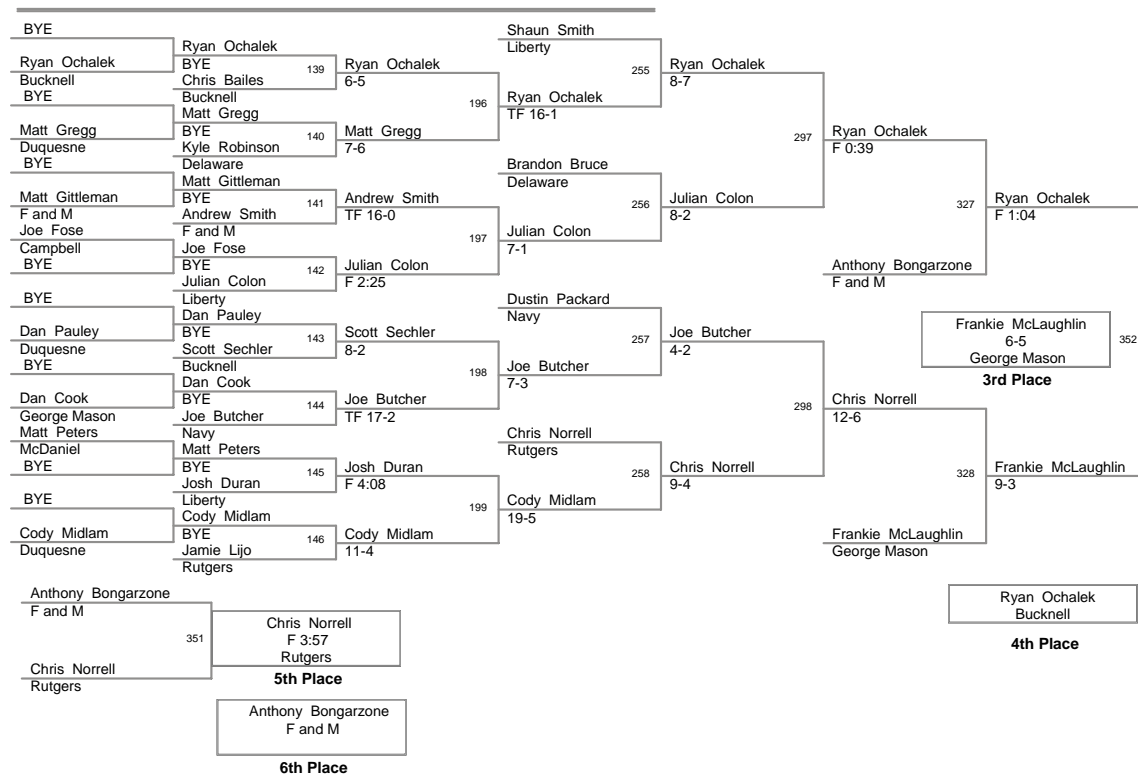 BYE
Ryan Ochalek
Bucknell
BYE
Matt Gregg
Duquesne
BYE
Matt Gittleman
F and M
Joe Fose
Campbell
BYE
BYE
Dan Pauley
Duquesne
BYE
Dan Cook
George Mason
Matt Peters
McDaniel
BYE
BYE
Cody Midlam
Duquesne
Ryan Ochalek
BYE
139
Chris Bailes
Bucknell
Matt Gregg
BYE
140
Kyle Robinson
Delaware
Matt Gittleman
BYE
141
Andrew Smith
F and M
Joe Fose
BYE
142
Julian Colon
Liberty
Dan Pauley
BYE
143
Scott Sechler
Bucknell
Dan Cook
BYE
144
Joe Butcher
Navy
Matt Peters
BYE
145
Josh Duran
Liberty
Cody Midlam
BYE
146
Jamie Lijo
Rutgers
Ryan Ochalek
6-5
196
Matt Gregg
7-6
Andrew Smith
TF 16-0
197
Julian Colon
F 2:25
Scott Sechler
8-2
198
Joe Butcher
TF 17-2
Josh Duran
F 4:08
199
Cody Midlam
11-4
Shaun Smith
Liberty
255
Ryan Ochalek
TF 16-1
Brandon Bruce
Delaware
256
Julian Colon
7-1
Dustin Packard
Navy
257
Joe Butcher
7-3
Chris Norrell
Rutgers
258
Cody Midlam
19-5
Ryan Ochalek
8-7
297
Julian Colon
8-2
Joe Butcher
4-2
298
Chris Norrell
9-4
Ryan Ochalek
F 0:39
327
Anthony Bongarzone
F and M
Chris Norrell
12-6
328
Frankie McLaughlin
George Mason
Ryan Ochalek
F 1:04
Frankie McLaughlin
6-5
George Mason
352
3rd Place
Frankie McLaughlin
9-3
Ryan Ochalek
Bucknell
4th Place
Anthony Bongarzone
F and M
351
Chris Norrell
Rutgers
Chris Norrell
F 3:57
Rutgers
5th Place
Anthony Bongarzone
F and M
6th Place